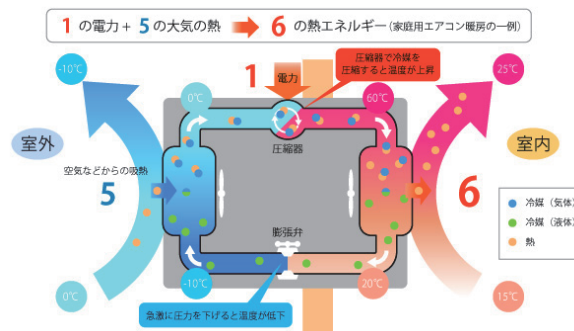 1 の電力 + 5 の大気の熱 6 の熱エネルギー(家庭用エアコン暖房の一例)
-10℃
25℃
圧縮器で冷媒を
圧縮すると温度が上昇
1
電力
0℃
60℃
圧縮器
室外
室内
空気などからの吸熱
5
6
冷媒(気体)
冷媒(液体)
熱
膨張弁
0℃
-10℃
20℃
15℃
急激に圧力を下げると温度が低下